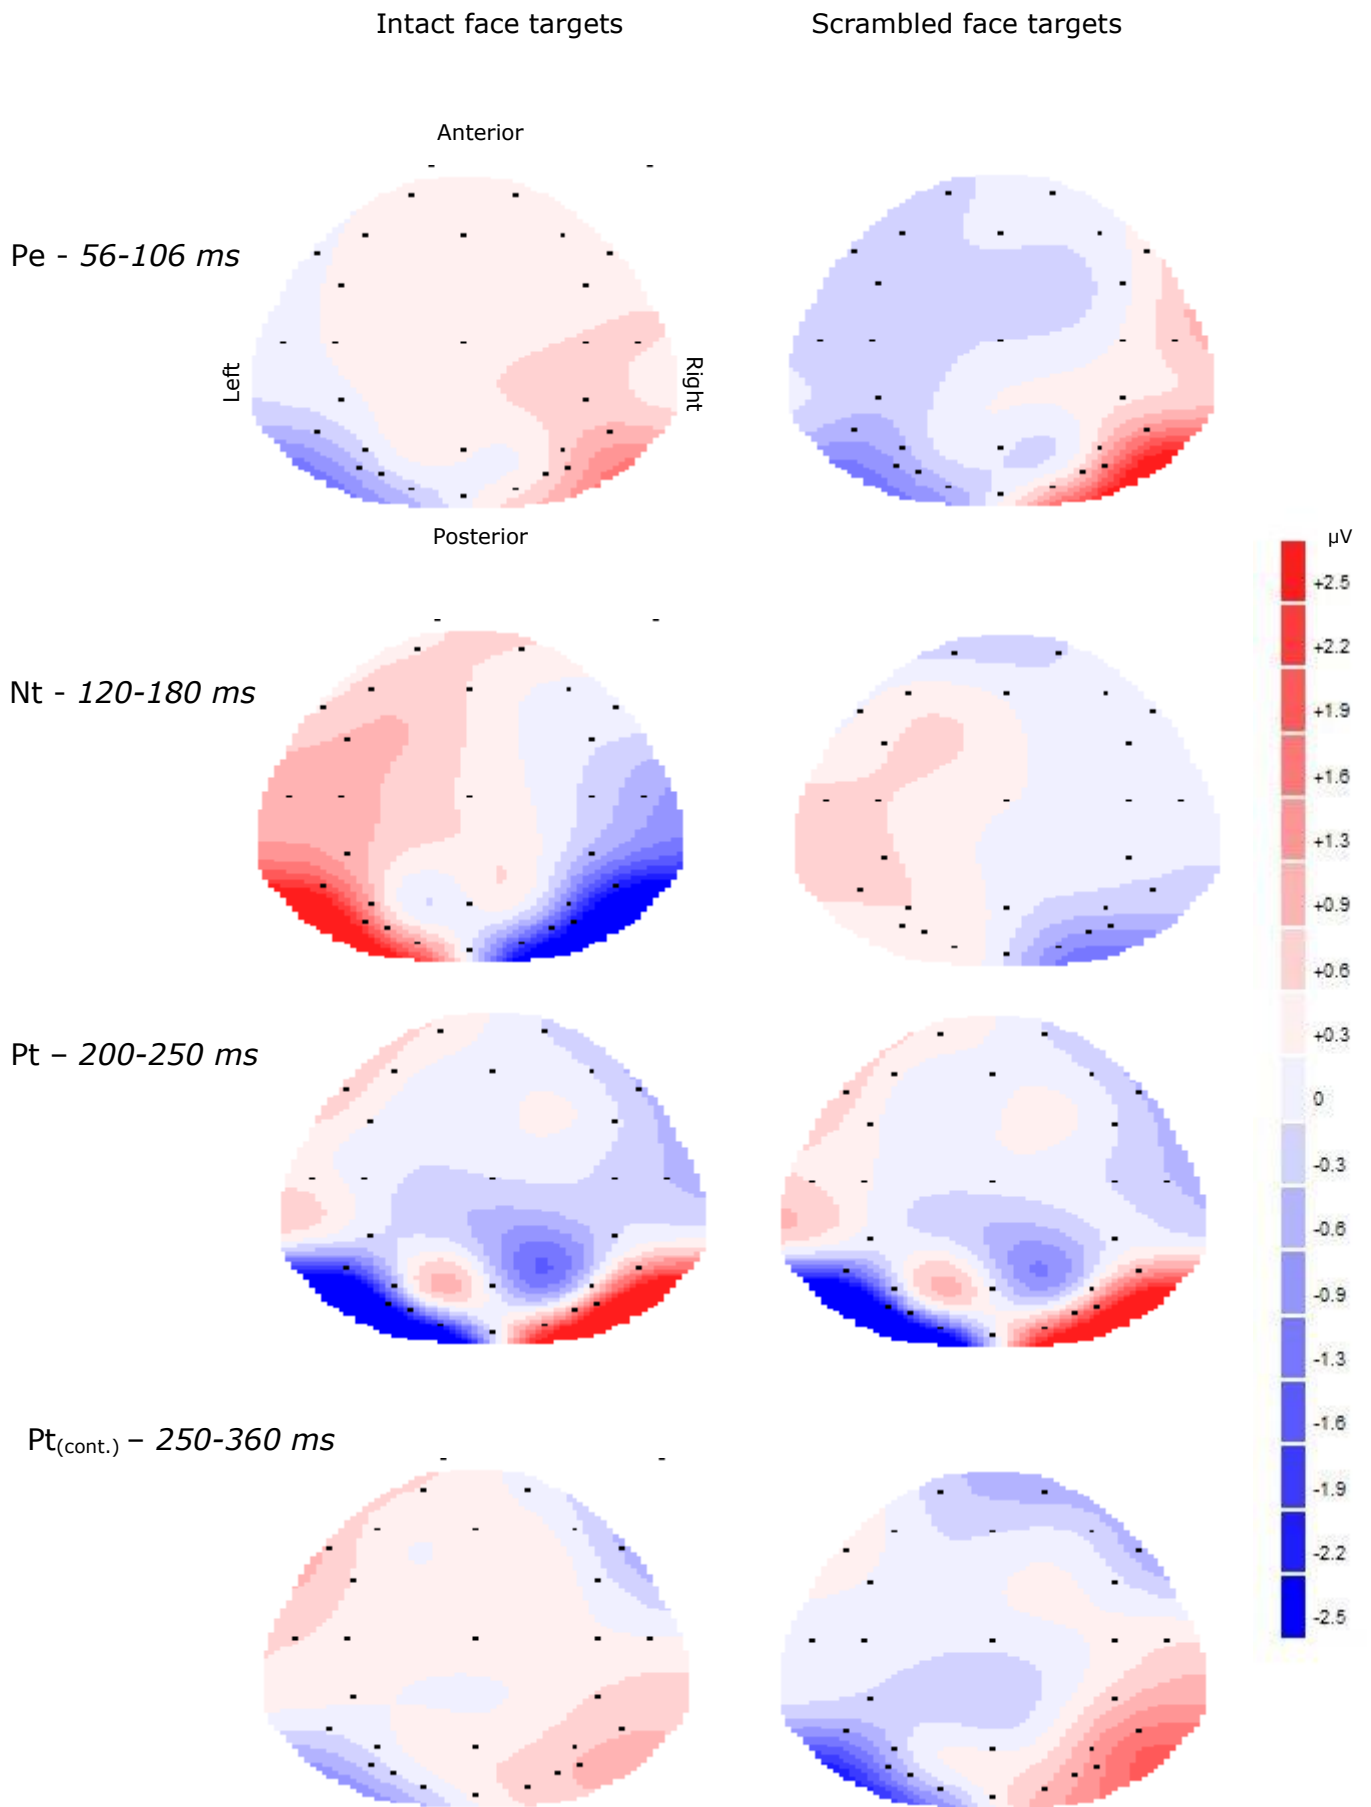 Intact face targets Scrambled face targets
Anterior
Pe - 56-106 ms
Left
Right
Posterior
µV
+2.5
+2.2
Nt - 120-180 ms
+1.9
+1.6
+1.3
+0.9
+0.6
+0.3
Pt – 200-250 ms
0
-0.3
-0.6
-0.9
-1.3
-1.6
Pt(cont.) – 250-360 ms
-1.9
-2.2
-2.5